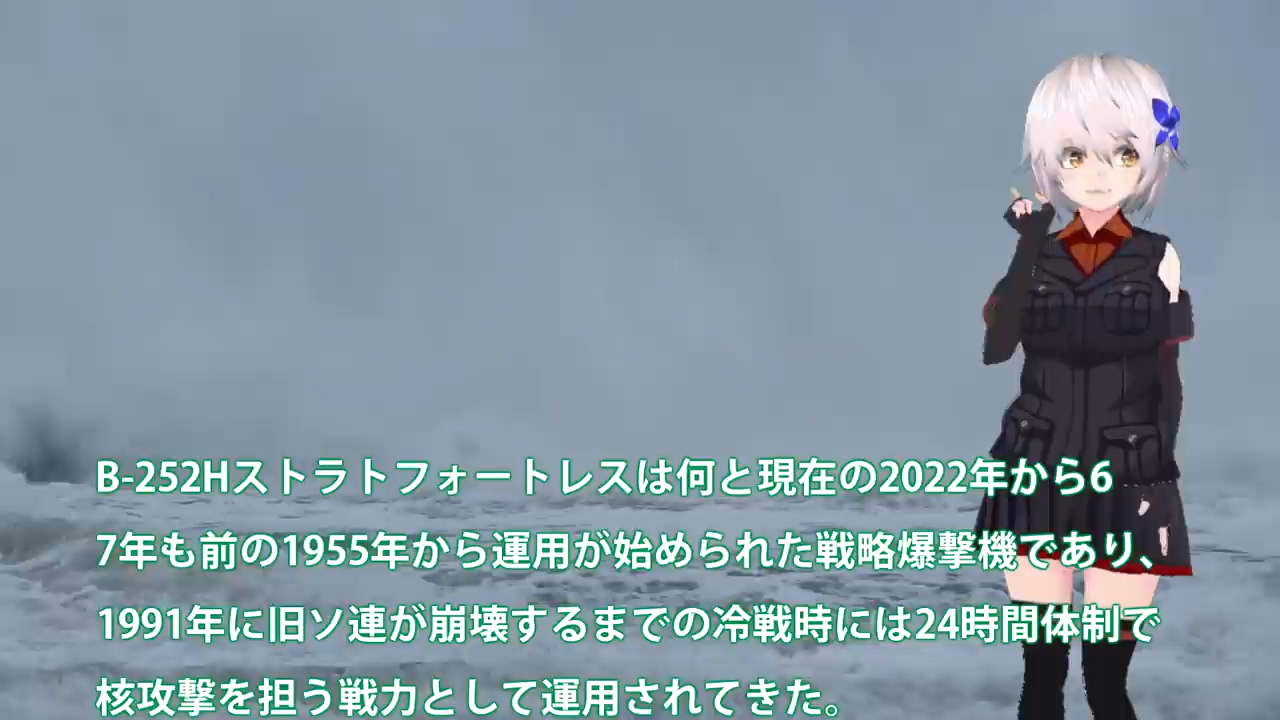 B-252Hストラトフォートレスは何と現在の2022年から6
7年も前の1955年から運用が始められた戦略爆撃機であり、
1991年に旧ソ連が崩壊するまでの冷戦時には24時間体制で
核攻撃を担う戦力として運用されてきた。